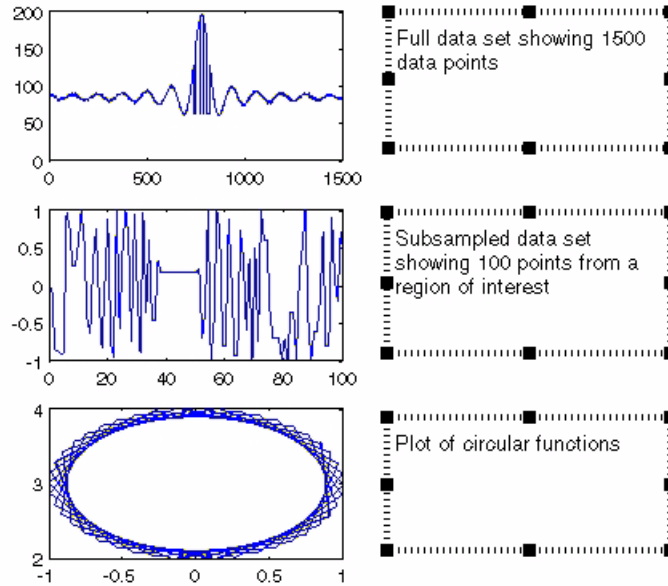 200
150
100
50
0
0 500 1000 1500
Full data set showing 1500
data points
1
0.5
0
-0.5
-1
0 20 40 60 80 100
Subsampled data set
showing 100 points from a
region of interest
4
3
2
-1 -0.5 0 0.5 1
Plot of circular functions